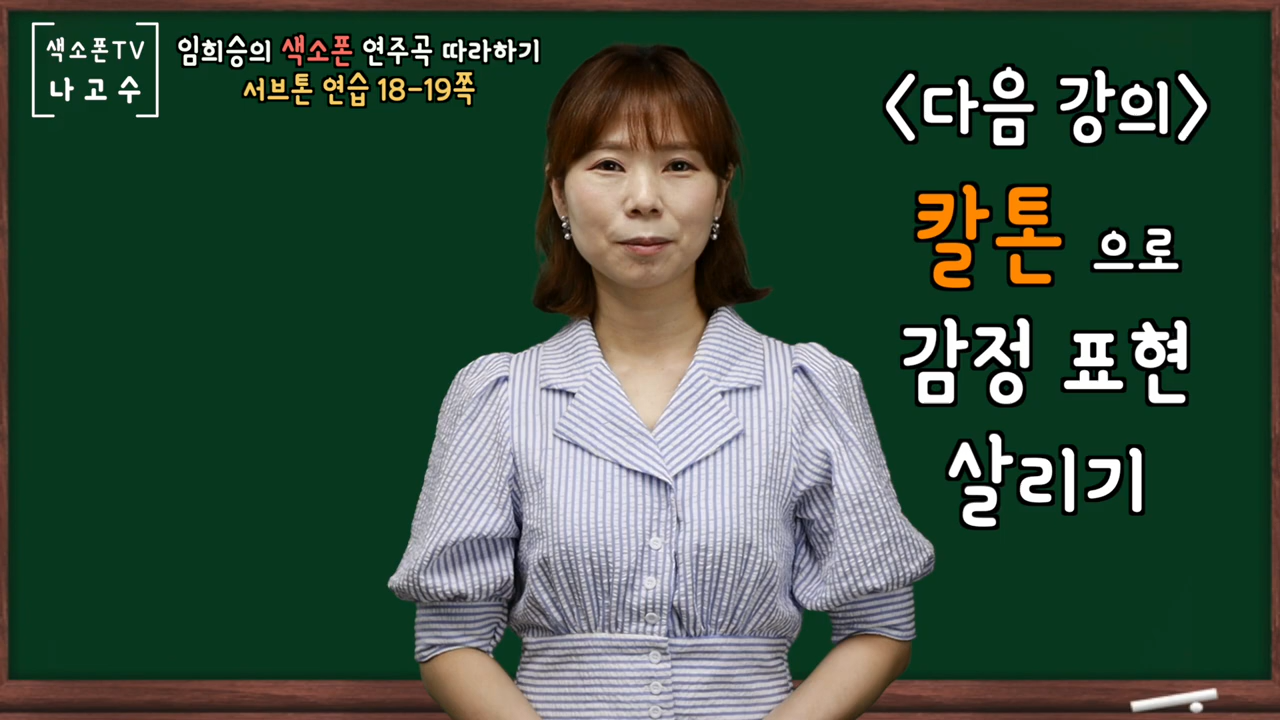 색소폰TV
나고수
임희승의 색소폰 연주곡 따라하기
서브톤 연습 18-19쪽
<다음 강의>
칼톤 으로
감정 표현
살리기